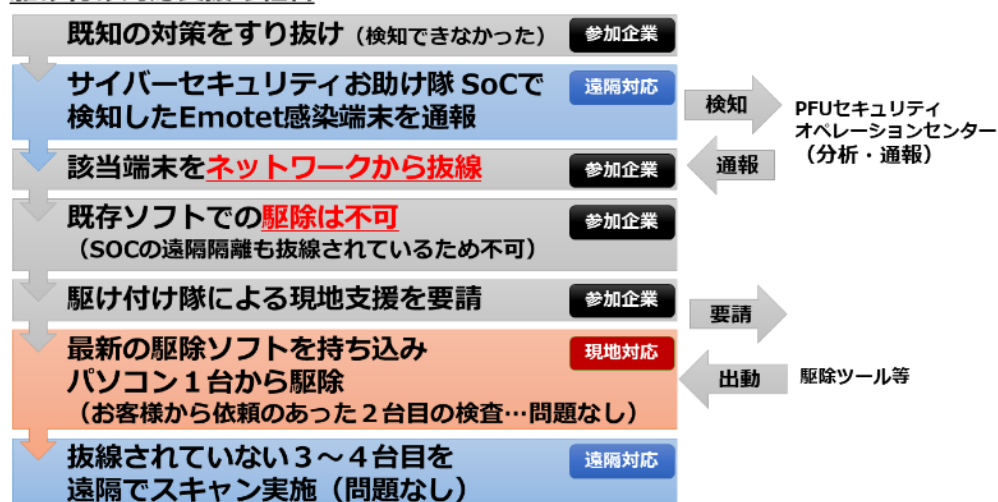 既知の対策をすり抜け（検知できなかった）
参加企業
サイバーセキュリティお助け隊 SoCで
検知したEmotet感染端末を通報
遠隔対応
検知
PFUセキュリティ
オペレーションセンター
（分析・通報）
該当端末をネットワークから抜線
参加企業
通報
既存ソフトでの駆除は不可
（SOCの遠隔隔離も抜線されているため不可）
参加企業
駆け付け隊による現地支援を要請
参加企業
要請
最新の駆除ソフトを持ち込み
パソコン１台から駆除
（お客様から依頼のあった２台目の検査…問題なし）
現地対応
出動
駆除ツール等
抜線されていない３～４台目を
遠隔でスキャン実施（問題なし）
遠隔対応